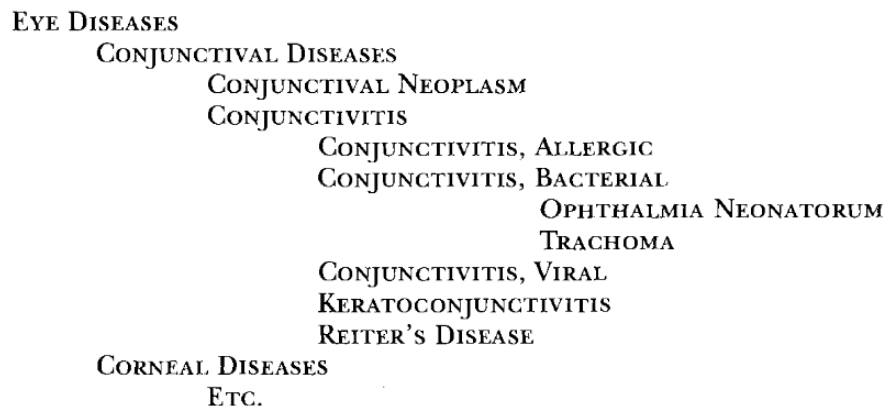 Eye Diseases
Conjunctival Diseases
Conjunctival Neoplasm
Conjunctivitis
Conjunctivitis, Allergic
Conjunctivitis, Bacterial
Ophthalmia Neonatorum
Trachoma
Conjunctivitis, Viral
Keratoconjunctivitis
Reiter's Disease
Corneal Diseases
Etc.